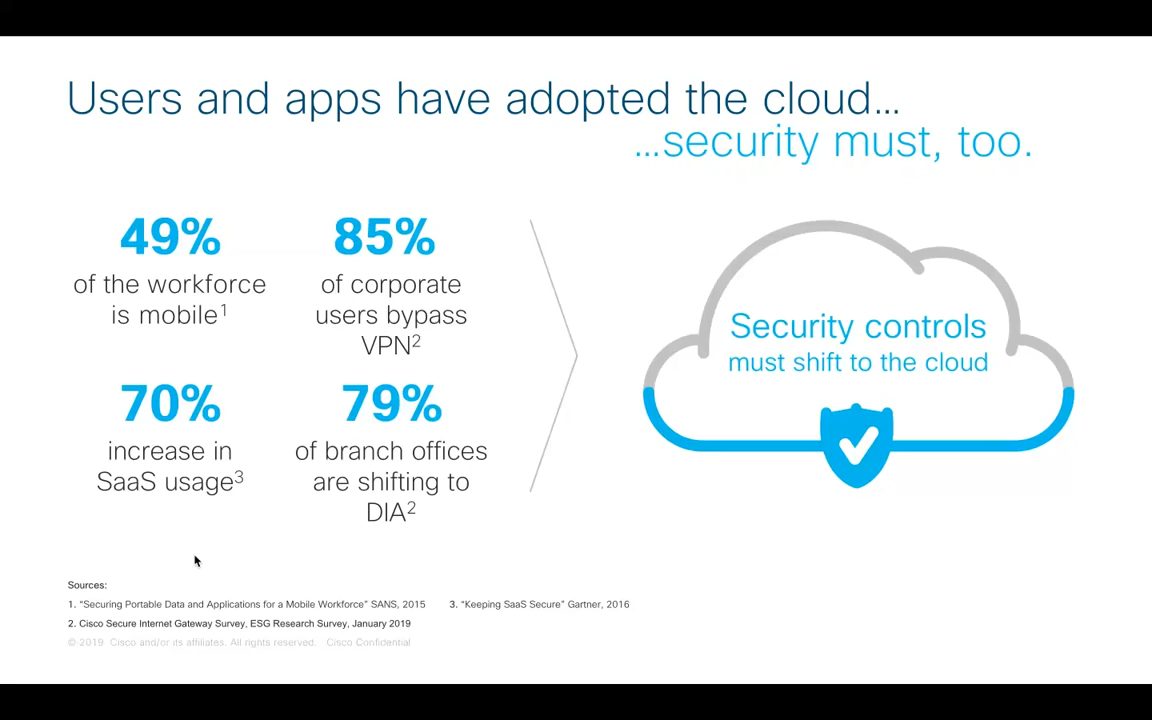 Users and apps have adopted the cloud...
...security must, too.
49%
of the workforce
is mobile1
85%
of corporate
users bypass
VPN2
70%
increase in
SaaS usage3
79%
of branch offices
are shifting to
DIA2
Security controls
must shift to the cloud
Sources:
1. “Securing Portable Data and Applications for a Mobile Workforce” SANS, 2015
3. “Keeping SaaS Secure” Gartner, 2016
2. Cisco Secure Internet Gateway Survey, ESG Research Survey, January 2019
© 2019 Cisco and/or its affiliates. All rights reserved. Cisco Confidential